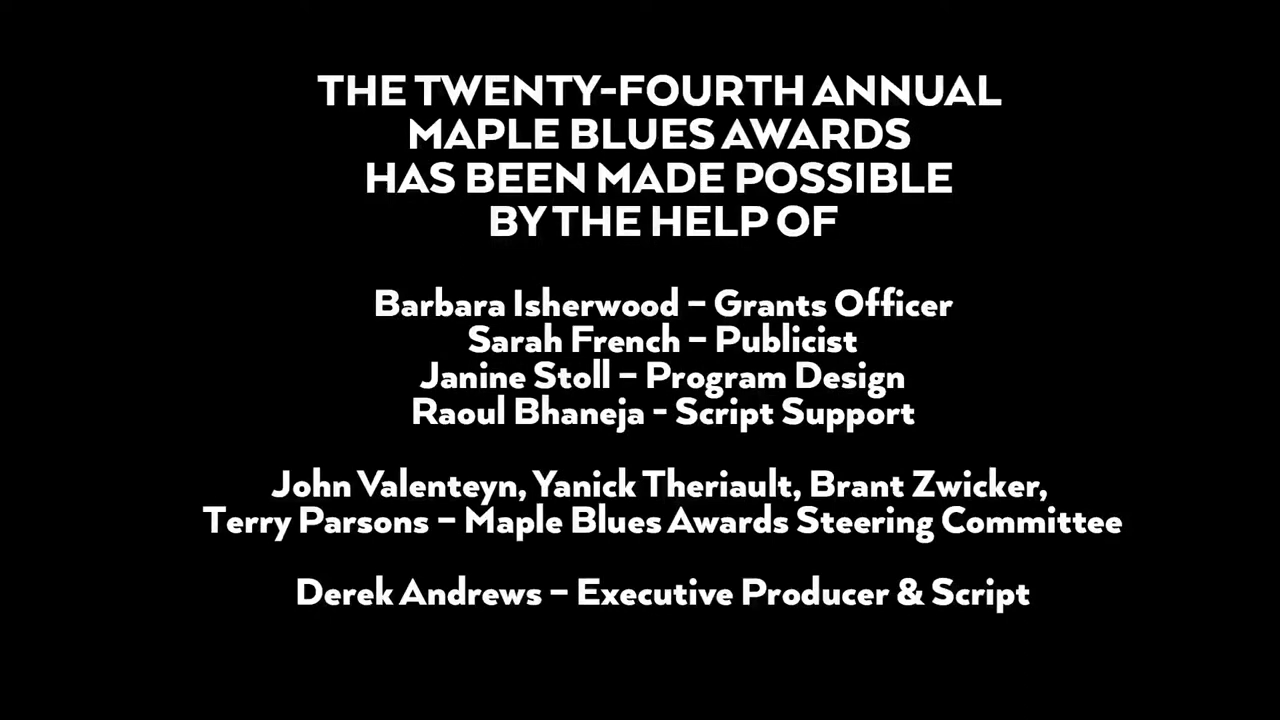 THE TWENTY-FOURTH ANNUAL
MAPLE BLUES AWARDS
HAS BEEN MADE POSSIBLE
BY THE HELP OF
Barbara Isherwood – Grants Officer
Sarah French – Publicist
Janine Stoll – Program Design
Raoul Bhaneja - Script Support
John Valenteyn, Yanick Theriault, Brant Zwicker,
Terry Parsons – Maple Blues Awards Steering Committee
Derek Andrews – Executive Producer & Script